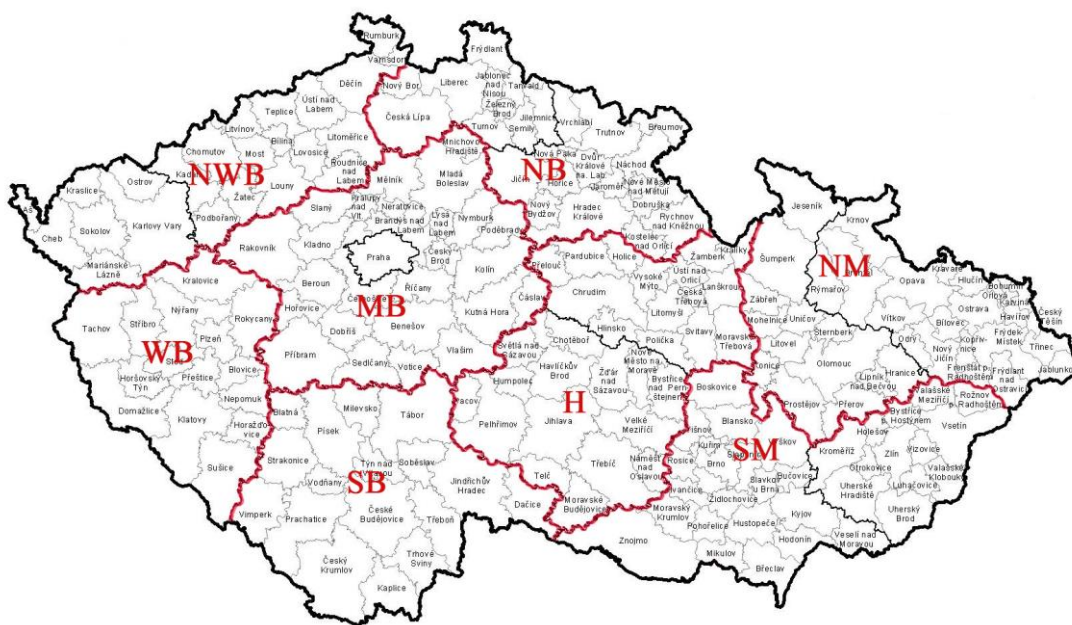 Rumburk
Varnsdorf
Frýdlant
Děčín
Nový Bor
Liberec
Jablonec
nad
Nisou
Tanvald
Ústí nad
Labem
Teplice
Česká Lípa
Železný
Brod
Jilemnice
Semily
Turnov
Vrchlabí
Trutnov
Broumov
Litvínov
Bílina
Litoměřice
Chomutov
Most
Lovosice
Roudnice
nad
Labem
NWB
Louny
Žatec
Podbořany
Mnichovo
Hradiště
Mělník
Mladá
Boleslav
Nová Paka
Jičín
NB
Hořice
Dvůr
Králové
na. Lab.
Náchod
Jaroměř
Nové Město
nad Metují
Dobruška
Kraslice
Ostrov
Sokolov
Karlovy Vary
Cheb
Mariánské
Lázně
Slaný
Kralupy
nad
Vlt.
Neratovice
Brandýs nad
Labem
Lysá
nad
Labem
Nymburk
Poděbrady
Nový
Bydžov
Hradec
Králové
Rychnov
nad Kněžnou
Kostelec
nad Orlicí
Jeseník
Krnov
Rakovník
Kladno
Praha
Český
Brod
Kolín
Přelouč
Pardubice
Holice
Vysoké
Mýto
Žamberk
Králíky
Ústí nad
Orlicí
Šumperk
NM
Rýmařov
Opava
Kravaře
Hlučín
Bohumín
Orlová
Ostrava
Karviná
Havířov
Český
Těšín
Kralovice
Beroun
Říčany
Kutná Hora
Čáslav
Chrudim
Česká
Třebová
Lanškroun
Litomyšl
Zábřeh
Mohelnice
Uničov
Šternberk
Vítkov
Bílovec
Odry
Nový
Jičín
Kopřiv-
nice
Frýdek-
Místek
Třinec
Jablunkov
Tachov
Stříbro
Nýřany
Plzeň
Rokycany
Hořovice
MB
Dobříš
Benešov
Vlašim
Světlá nad
Sázavou
Hlinsko
Chotěboř
Polička
Svitavy
Moravská
Třebová
Litovel
Olomouc
Konice
Lipník
nad Bečvou
Hranice
Frenštát p.
Radhoštěm
Frýdlant
nad
Ostravicí
WB
Horšovský
Týn
Přeštice
Blovice
Příbram
Sedlčany
Votice
Humpolec
Havlíčkův
Brod
Nové
Město na
Moravě
Žďár nad
Sázavou
Bystřice
nad Pern-
štejnem
Boskovice
Prostějov
Přerov
Valašské
Meziříčí
Rožnov
p.
Radhoštěm
Domažlice
Klatovy
Nepomuk
Horažďo-
vice
Blatná
Milevsko
Tábor
Pacov
Pelhřimov
H
Jihlava
Velké
Meziříčí
Blansko
SM
Vyškov
Kroměříž
Holešov
Bystřice
p.
Hostýnem
Vsetín
Sušice
Strakonice
Písek
Týn nad
Vltavou
Soběslav
Jindřichův
Hradec
Telč
Třebíč
Náměšť
nad
Oslavou
Rosice
Tišnov
Kuřim
Brno
Slavkov
u Brna
Bučovice
Otrokovice
Zlín
Vizovice
Valašské
Klobouky
Luhačovice
Vodňany
SB
Vimperk
Prachatice
České
Budějovice
Třeboň
Dačice
Moravské
Budějovice
Ivančice
Moravský
Krumlov
Židlochovice
Pohořelice
Hustopeče
Kyjov
Uherské
Hradiště
Uherský
Brod
Český
Krumlov
Trhové
Sviny
Kaplice
Znojmo
Mikulov
Břeclav
Hodonín
Veselí nad
Moravou